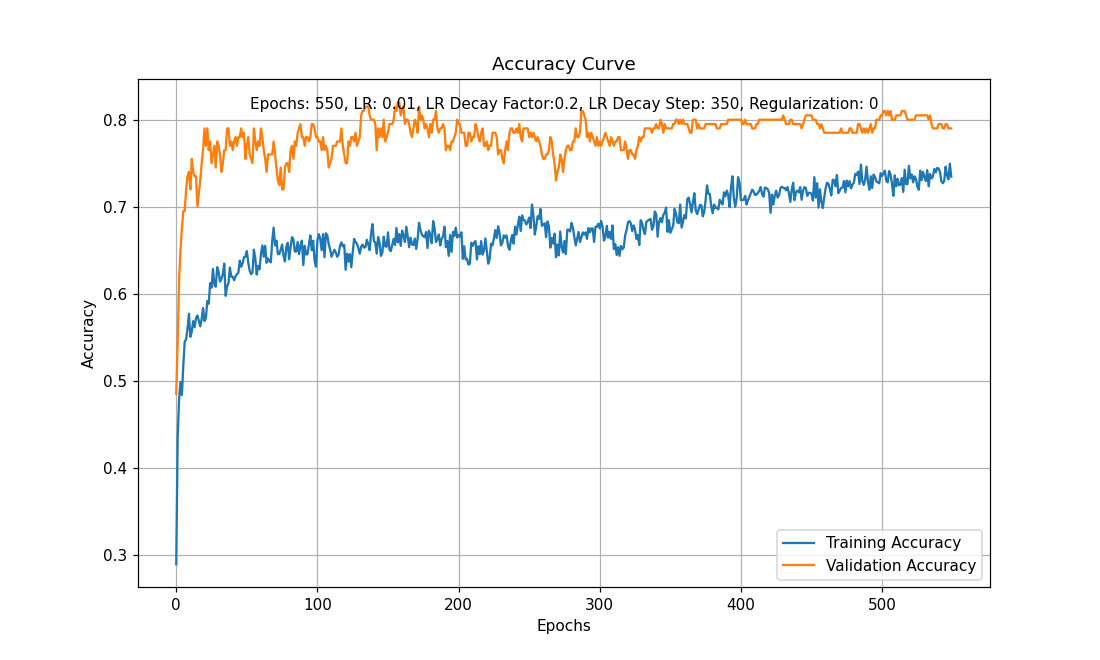 Accuracy Curve
Epochs: 550, LR: 0.01, LR Decay Factor:0.2, LR Decay Step: 350, Regularization: 0
0.8
0.7
0.6
0.5
0.4
0.3
Accuracy
Training Accuracy
Validation Accuracy
0 100 200 300 400 500
Epochs